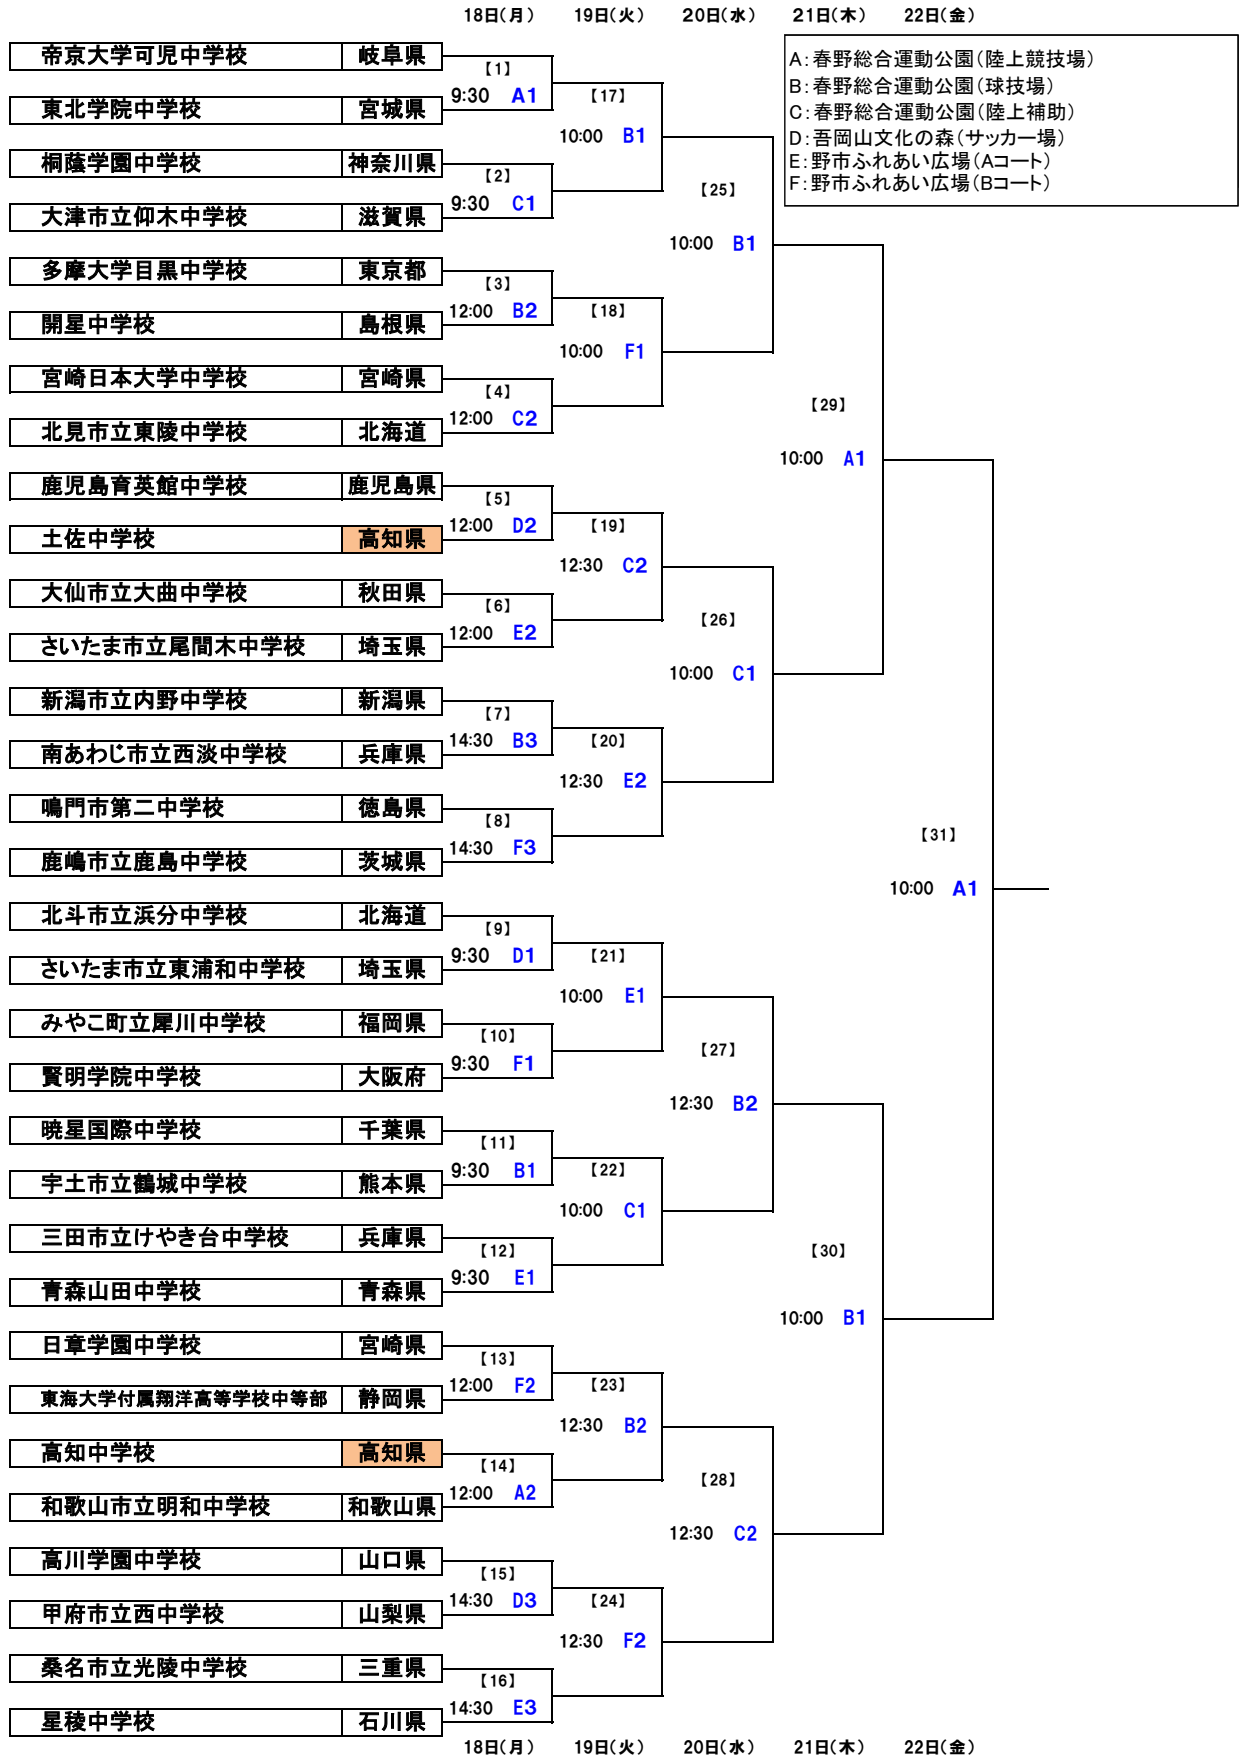 18日(月) 19日(火) 20日(水) 21日(木) 22日(金)
A:春野総合運動公園(陸上競技場)
B:春野総合運動公園(球技場)
C:春野総合運動公園(陸上補助)
D:吾岡山文化の森(サッカー場)
E:野市ふれあい広場(Aコート)
F:野市ふれあい広場(Bコート)
帝京大学可児中学校 岐阜県
【1】
9:30 A1
【17】
東北学院中学校 宮城県
10:00 B1
桐蔭学園中学校 神奈川県
【2】
【25】
9:30 C1
大津市立仰木中学校 滋賀県
10:00 B1
多摩大学目黒中学校 東京都
【3】
12:00 B2
【18】
開星中学校 島根県
10:00 F1
宮崎日本大学中学校 宮崎県
【4】
【29】
12:00 C2
北見市立東陵中学校 北海道
10:00 A1
鹿児島育英館中学校 鹿児島県
【5】
12:00 D2
【19】
土佐中学校 高知県
12:30 C2
大仙市立大曲中学校 秋田県
【6】
【26】
12:00 E2
さいたま市立尾間木中学校 埼玉県
10:00 C1
新潟市立内野中学校 新潟県
【7】
14:30 B3
【20】
南あわじ市立西淡中学校 兵庫県
12:30 E2
鳴門市第二中学校 徳島県
【8】
【31】
14:30 F3
鹿嶋市立鹿島中学校 茨城県
10:00 A1
北斗市立浜分中学校 北海道
【9】
9:30 D1
【21】
さいたま市立東浦和中学校 埼玉県
10:00 E1
みやこ町立犀川中学校 福岡県
【10】
【27】
9:30 F1
賢明学院中学校 大阪府
12:30 B2
暁星国際中学校 千葉県
【11】
9:30 B1
【22】
宇土市立鶴城中学校 熊本県
10:00 C1
三田市立けやき台中学校 兵庫県
【12】
【30】
9:30 E1
青森山田中学校 青森県
10:00 B1
日章学園中学校 宮崎県
【13】
12:00 F2
【23】
東海大学付属翔洋高等学校中等部 静岡県
12:30 B2
高知中学校 高知県
【14】
【28】
12:00 A2
和歌山市立明和中学校 和歌山県
12:30 C2
高川学園中学校 山口県
【15】
14:30 D3
【24】
甲府市立西中学校 山梨県
12:30 F2
桑名市立光陵中学校 三重県
【16】
14:30 E3
星稜中学校 石川県
18日(月) 19日(火) 20日(水) 21日(木) 22日(金)